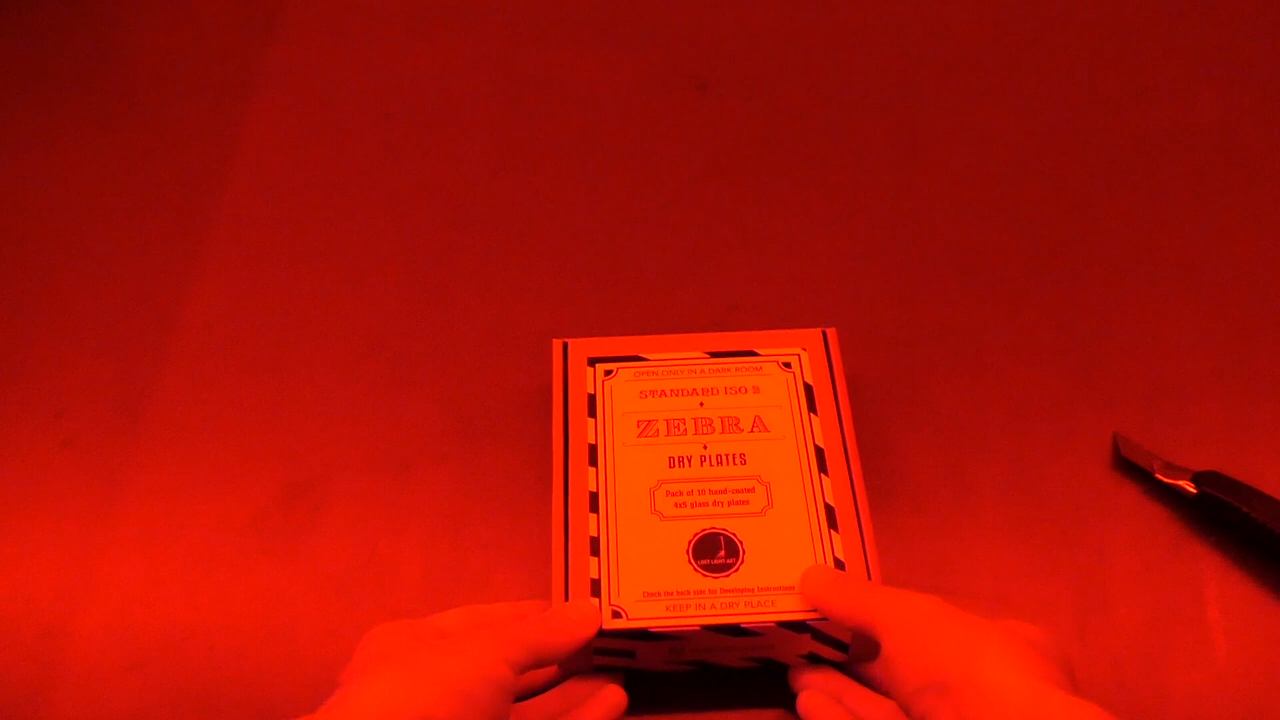 OPEN ONLY IN A DARK ROOM
STANDARD ISO 2
ZEBRA
DRY PLATES
Pack of 10 hand-coated
4x5 glass dry plates
LOST LIGHT ART
Check the back side for Developing Instructions
KEEP IN A DRY PLACE